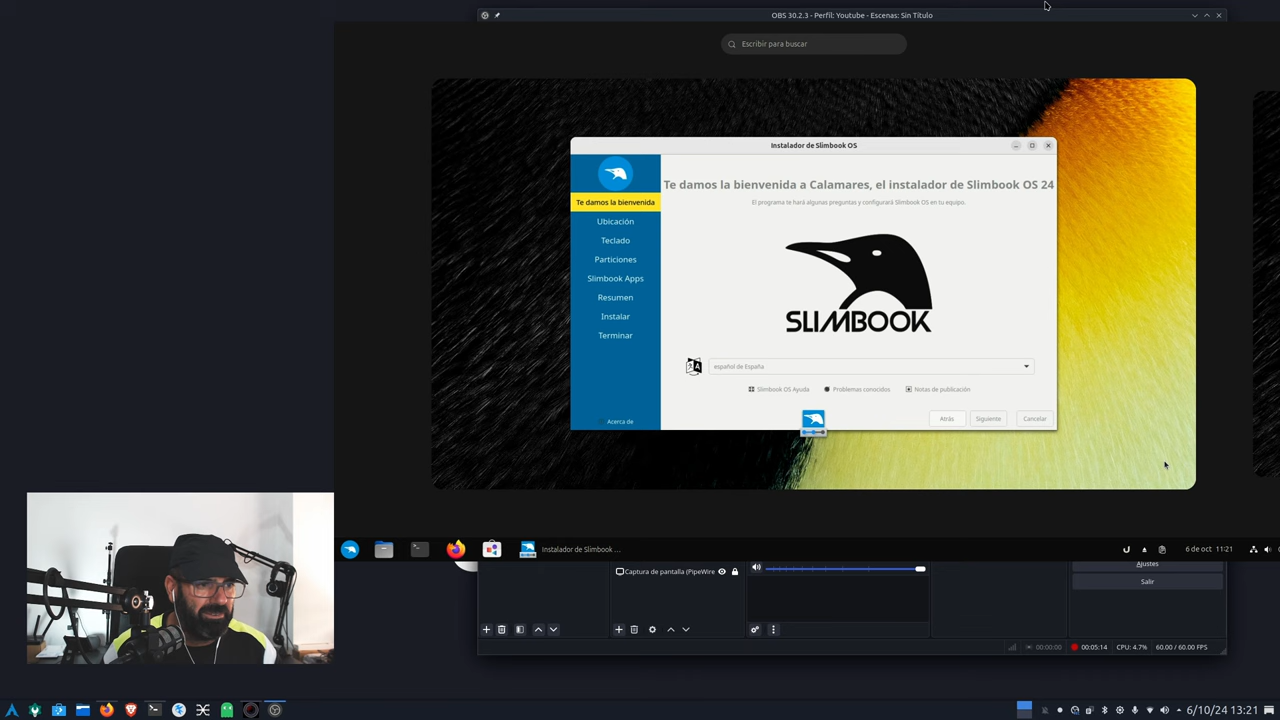 OBS 30.2.3 - Perfil: Youtube - Escenas: Sin Título
Escribir para buscar
Instalador de Slimbook OS
Te damos la bienvenida
Ubicación
Teclado
Particiones
Slimbook Apps
Resumen
Instalar
Terminar
Acerca de
Te damos la bienvenida a Calamares, el instalador de Slimbook OS 24
El programa te hará algunas preguntas y configurará Slimbook OS en tu equipo.
SLIMBOOK
español de España
Slimbook OS Ayuda
Problemas conocidos
Notas de publicación
Atrás
Siguiente
Cancelar
Instalador de Slimbook ...
6 de oct 11:21
Captura de pantalla (PipeWire
Ajustes
Salir
00:00:00
00:05:14
CPU: 4.7%
60.00 / 60.00 FPS
6/10/24 13:21